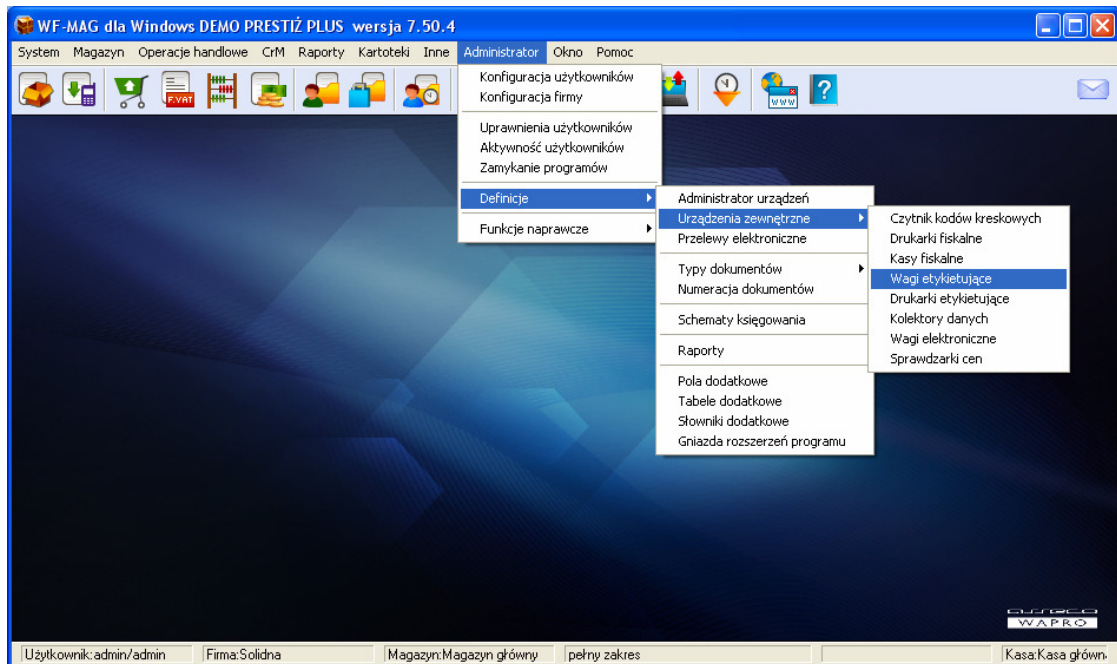 WF-MAG dla Windows DEMO PRESTIŻ PLUS wersja 7.50.4
System Magazyn Operacje handlowe CrM Raporty Kartoteki Inne Administrator Okno Pomoc
F.VAT
WWW
?
Konfiguracja użytkowników
Konfiguracja firmy
Uprawnienia użytkowników
Aktywność użytkowników
Zamykanie programów
Definicje
Funkcje naprawcze
Administrator urządzeń
Urządzenia zewnętrzne
Przelewy elektroniczne
Typy dokumentów
Numeracja dokumentów
Schematy księgowania
Raporty
Pola dodatkowe
Tabele dodatkowe
Słowniki dodatkowe
Gniazda rozszerzeń programu
Czytnik kodów kreskowych
Drukarki fiskalne
Kasy fiskalne
Wagi etykietujące
Drukarki etykietujące
Kolektory danych
Wagi elektroniczne
Sprawdzarki cen
asseco
WAPRO
Użytkownik:admin/admin Firma:Solidna Magazyn:Magazyn główny pełny zakres Kasa:Kasa główn